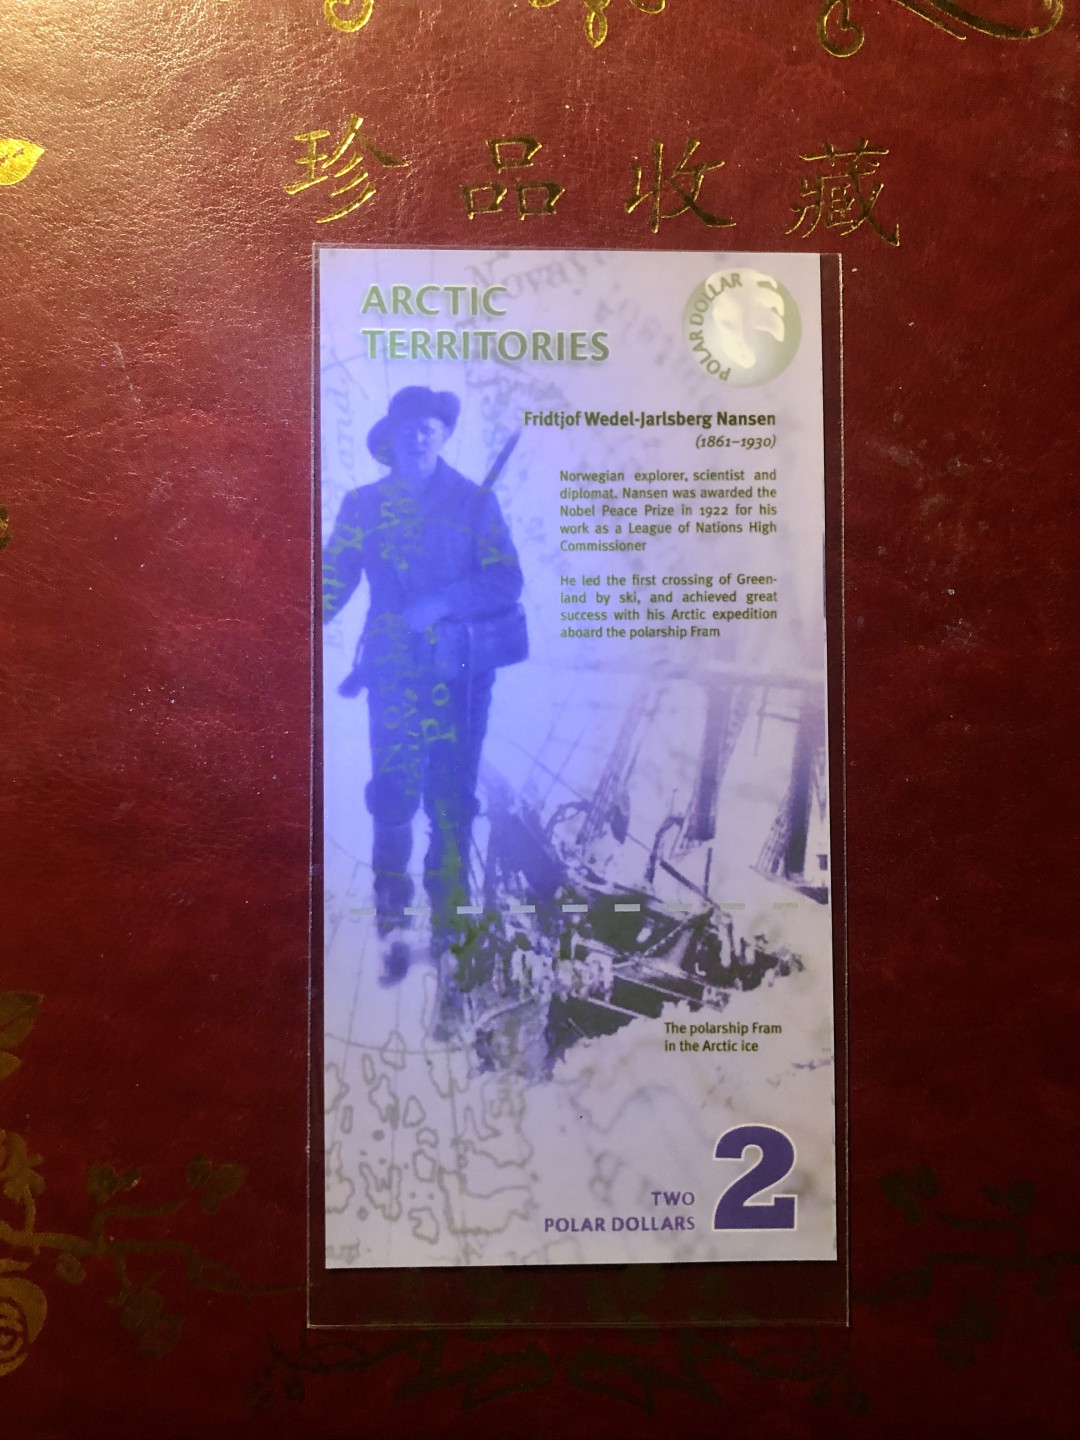 珍品收藏
ARCTIC
TERRITORIES
POLAR DOLLAR
Fridtjof Wedel-Jarlsberg Nansen
(1861–1930)
Norwegian explorer, scientist and
diplomat. Nansen was awarded the
Nobel Peace Prize in 1922 for his
work as a League of Nations High
Commissioner
He led the first crossing of Green-
land by ski, and achieved great
success with his Arctic expedition
aboard the polarship Fram
The polarship Fram
in the Arctic ice
TWO
POLAR DOLLARS
2